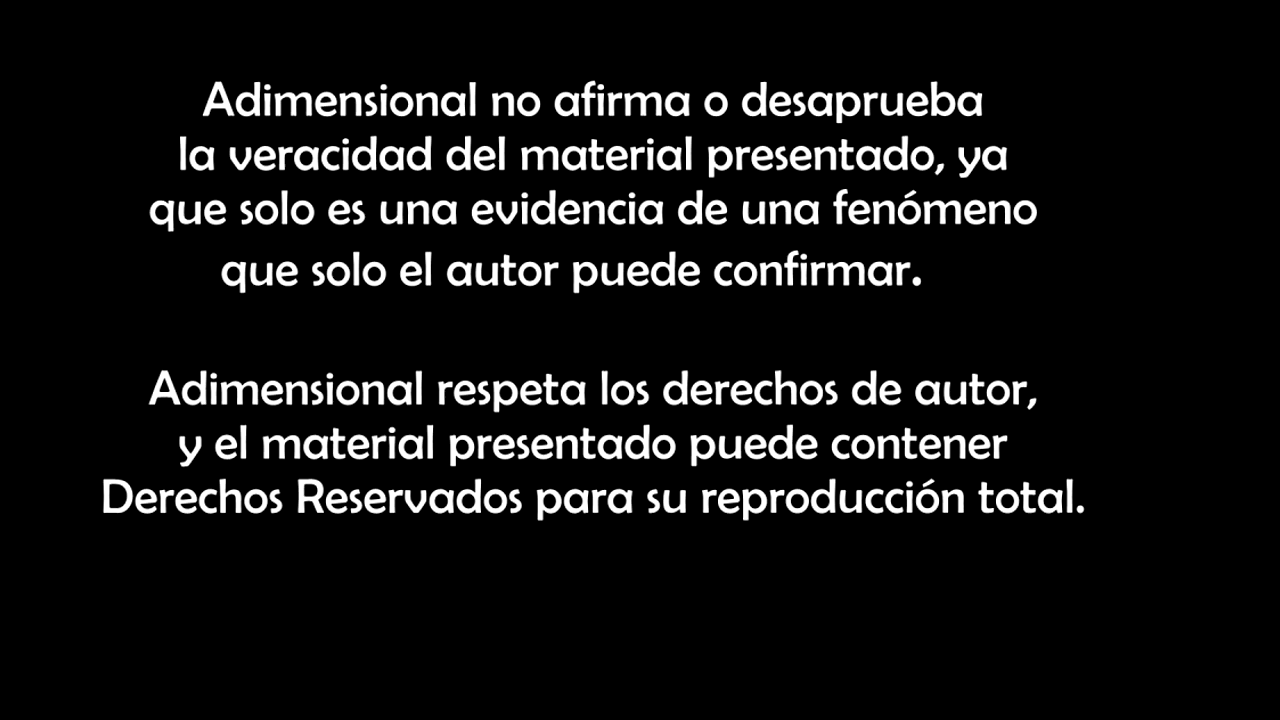 Adimensional no afirma o desaprueba
la veracidad del material presentado, ya
que solo es una evidencia de una fenómeno
que solo el autor puede confirmar.
Adimensional respeta los derechos de autor,
y el material presentado puede contener
Derechos Reservados para su reproducción total.